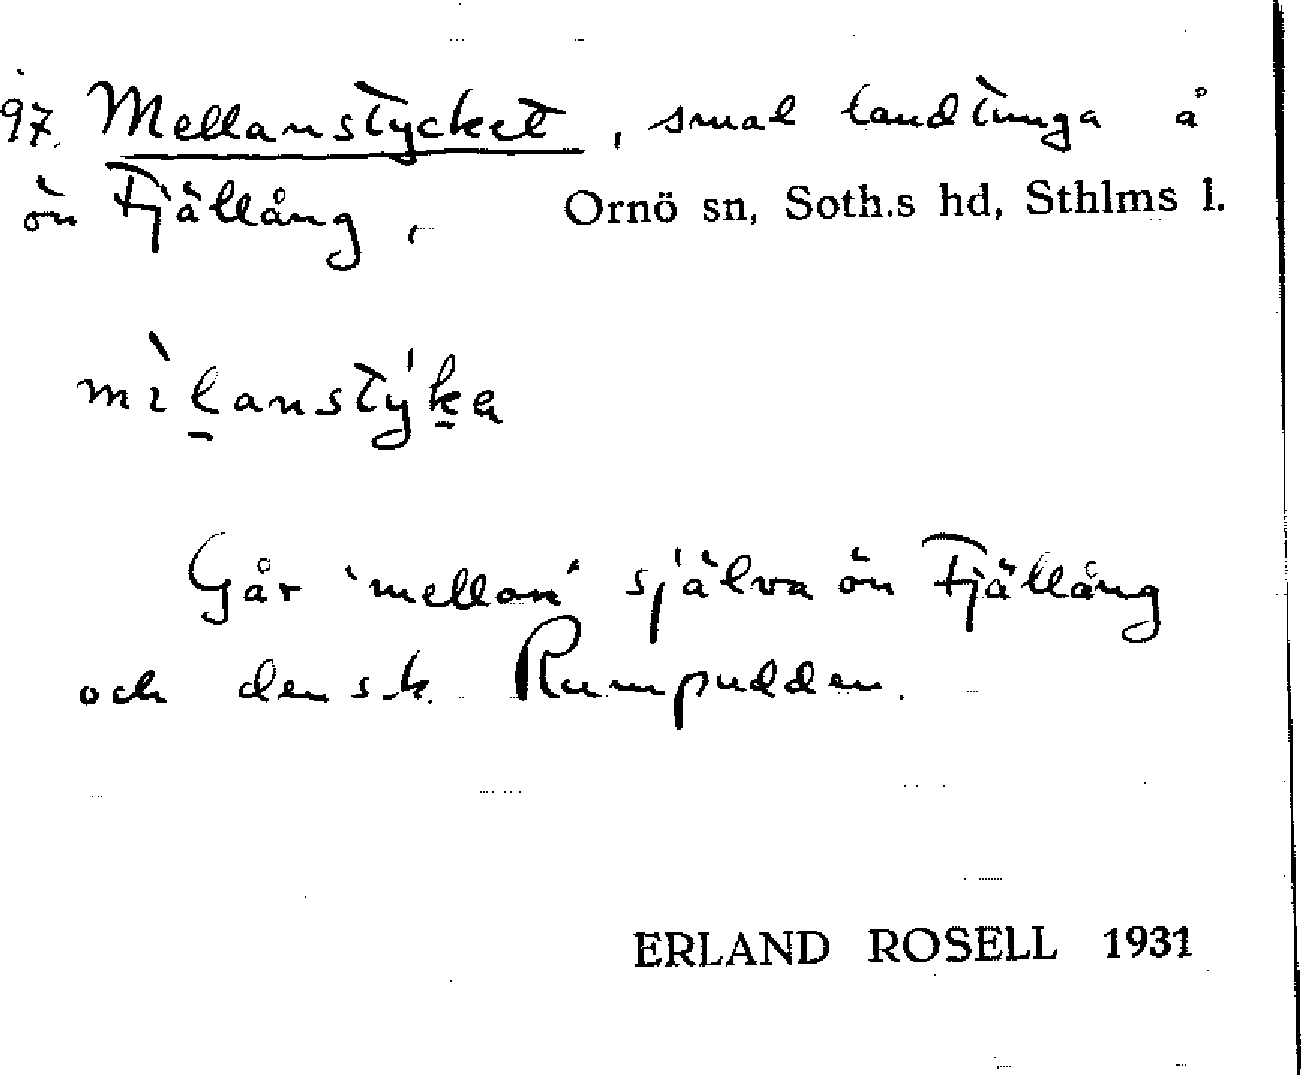 97. Mellanstycket, smal landtunga å
ön Fjällång, Ornö sn, Soth.s hd, Sthlms l.
mìlanstýka
Går 'mellan' själva ön Fjällång
och den s.k. Rumpudden.
ERLAND ROSELL 1931